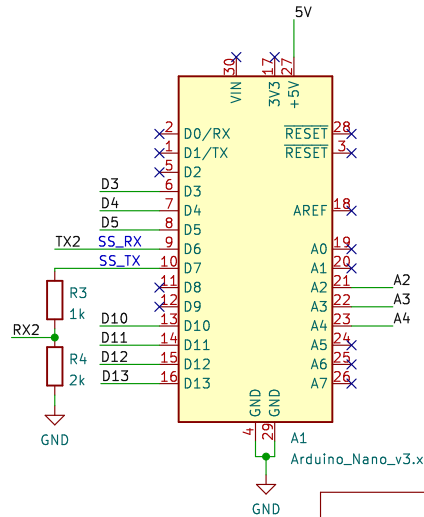 5V
30 17 27
VIN 3V3 +5V
2 D0/RX RESET 28
1 D1/TX RESET 3
5 D2
D3 6 D3
D4 7 D4 AREF 18
D5 8 D5
TX2 SS_RX 9 D6 A0 19
SS_TX 10 D7 A1 20
11 D8 A2 21 A2
R3 12 D9 A3 22 A3
1k D10 13 D10 A4 23 A4
RX2 D11 14 D11 A5 24
R4 D12 15 D12 A6 25
2k D13 16 D13 A7 26
GND GND
GND 4 29 A1
Arduino_Nano_v3.x
GND